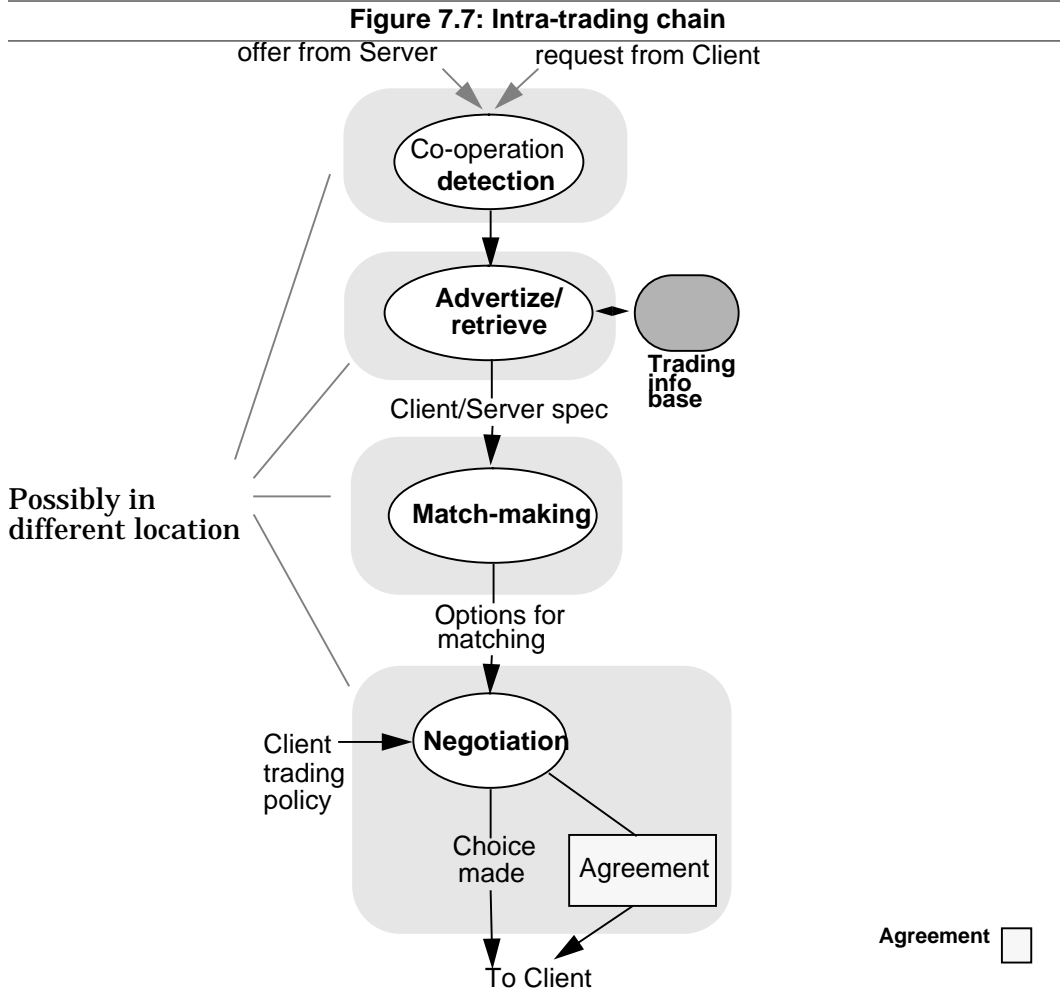 Figure 7.7: Intra-trading chain
offer from Server
request from Client
Co-operation
detection
Advertize/
retrieve
Trading
info
base
Client/Server spec
Possibly in
different location
Match-making
Options for
matching
Client
trading
policy
Negotiation
Choice
made
Agreement
To Client
Agreement